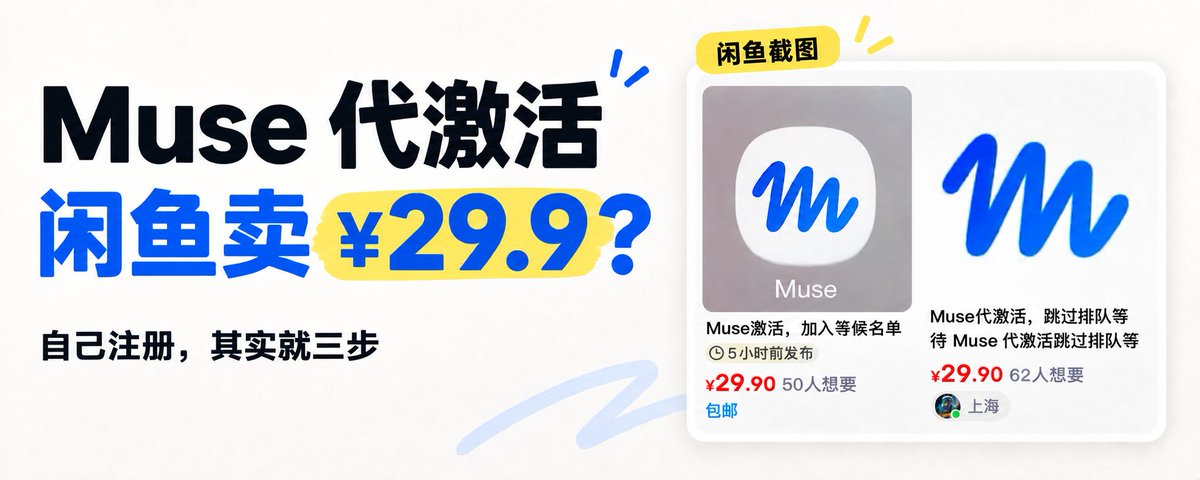 Muse 代激活
闲鱼卖 ¥29.9?
自己注册，其实就三步
闲鱼截图
Muse
Muse激活，加入等候名单
5小时前发布
¥29.90 50人想要
包邮
Muse代激活，跳过排队等
待 Muse 代激活跳过排队等
¥29.90 62人想要
上海